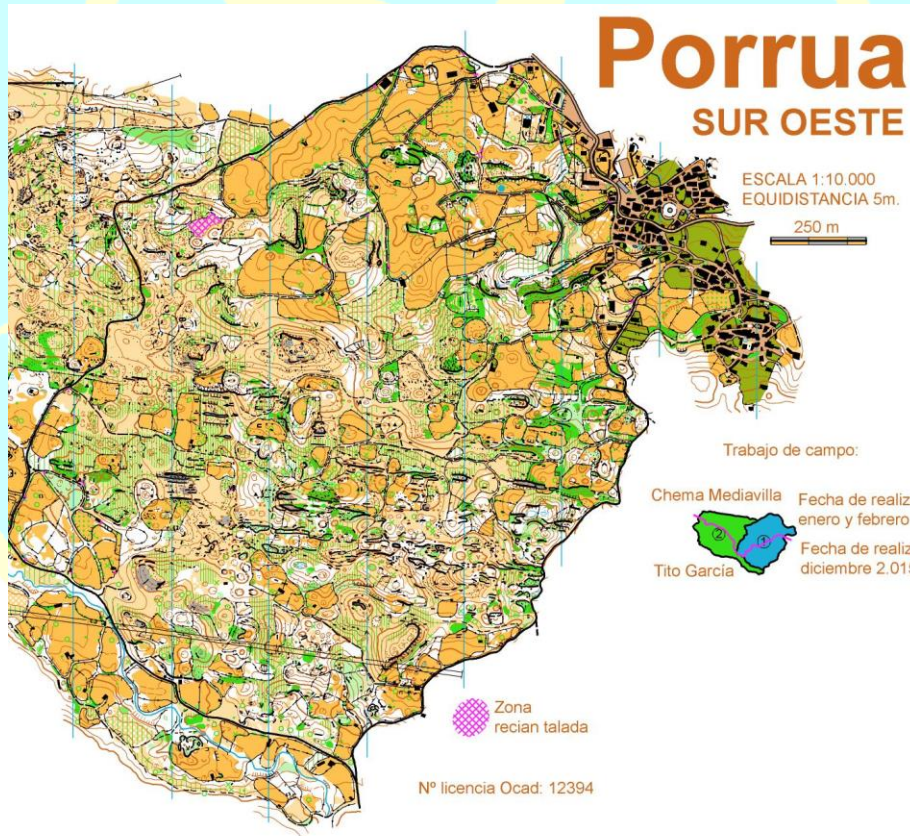 Porrua
SUR OESTE
ESCALA 1:10.000
EQUIDISTANCIA 5m.
250 m
Trabajo de campo:
Chema Mediavilla
Fecha de realiz
enero y febrero
2
1
Fecha de realiz
Tito García
diciembre 2.015
Zona
recian talada
Nº licencia Ocad: 12394